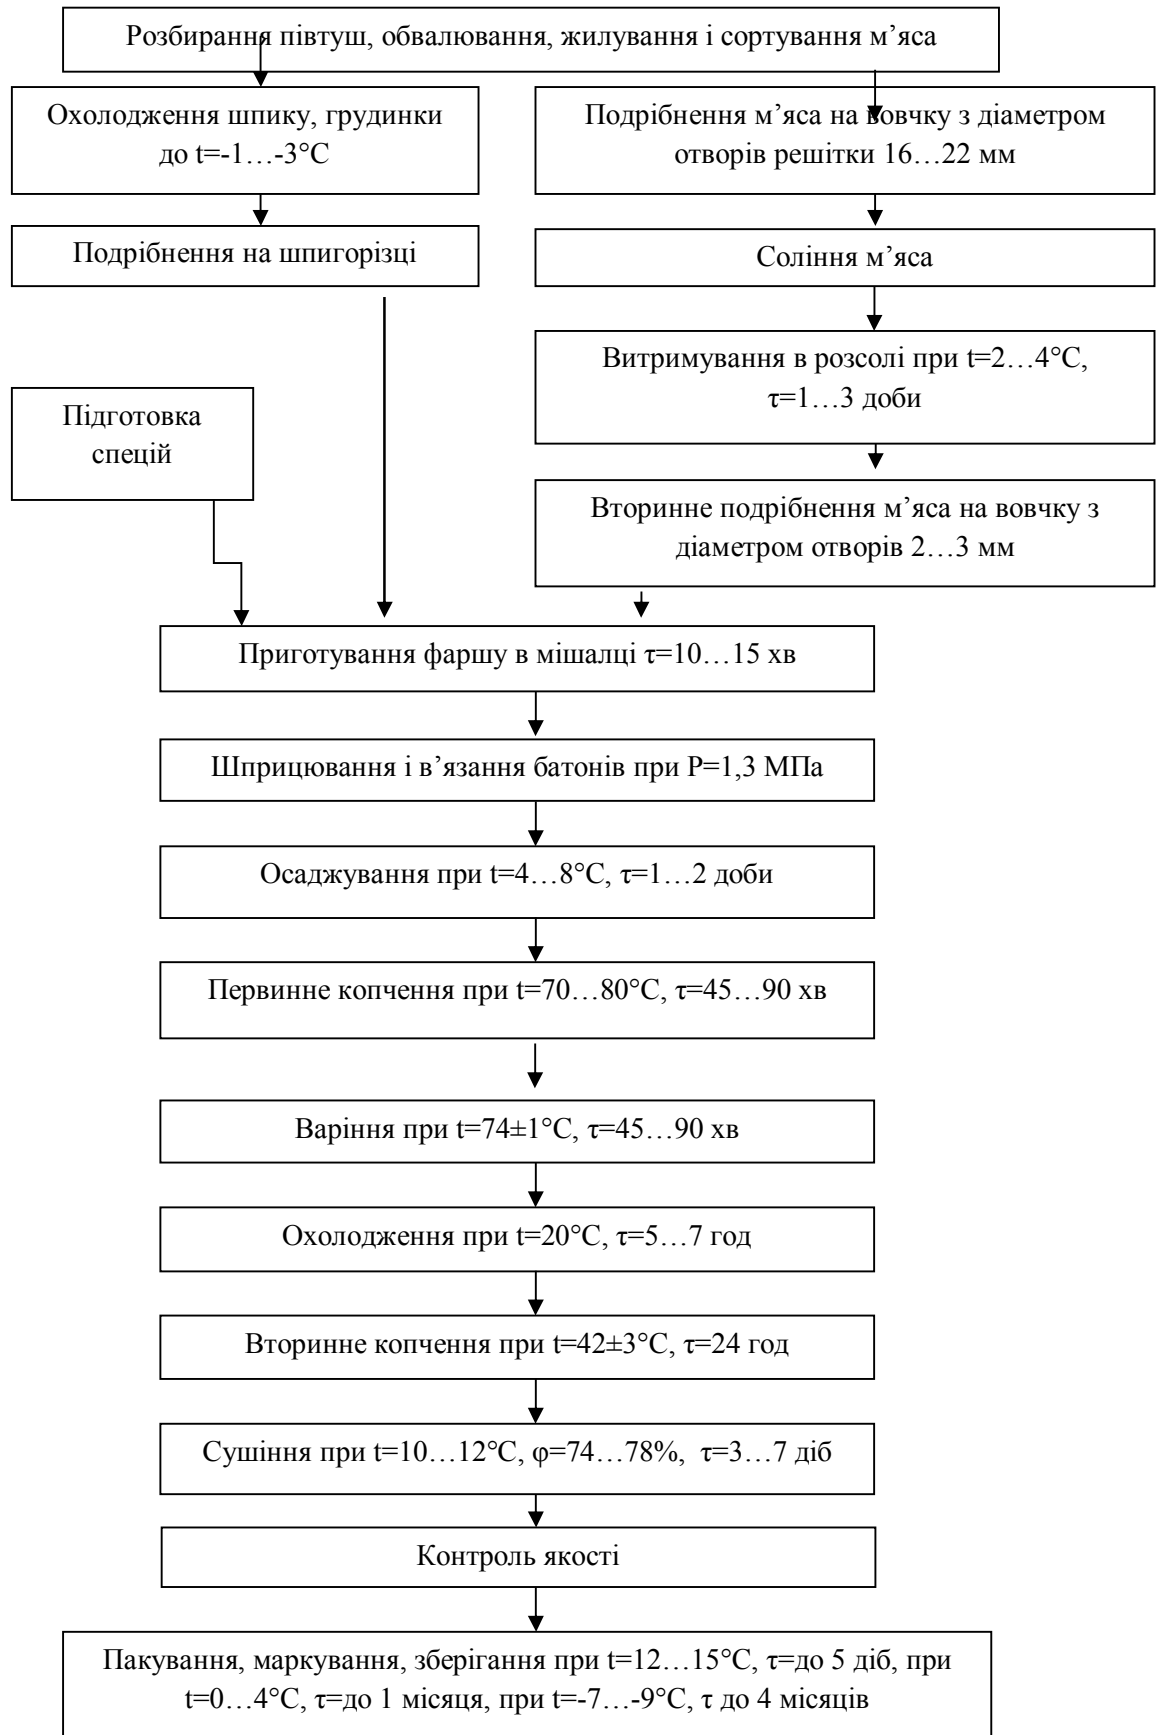 Розбирання півтуш, обвалювання, жилування і сортування м’яса
Охолодження шпику, грудинки
до t=-1…-3°С
Подрібнення м’яса на вовчку з діаметром
отворів решітки 16…22 мм
Подрібнення на шпигорізці
Соління м’яса
Витримування в розсолі при t=2…4°С,
τ=1…3 доби
Підготовка
спецій
Вторинне подрібнення м’яса на вовчку з
діаметром отворів 2…3 мм
Приготування фаршу в мішалці τ=10…15 хв
Шприцювання і в’язання батонів при Р=1,3 МПа
Осаджування при t=4…8°С, τ=1…2 доби
Первинне копчення при t=70…80°С, τ=45…90 хв
Варіння при t=74±1°С, τ=45…90 хв
Охолодження при t=20°С, τ=5…7 год
Вторинне копчення при t=42±3°С, τ=24 год
Сушіння при t=10…12°С, φ=74…78%, τ=3…7 діб
Контроль якості
Пакування, маркування, зберігання при t=12…15°С, τ=до 5 діб, при
t=0…4°С, τ=до 1 місяця, при t=-7…-9°С, τ до 4 місяців